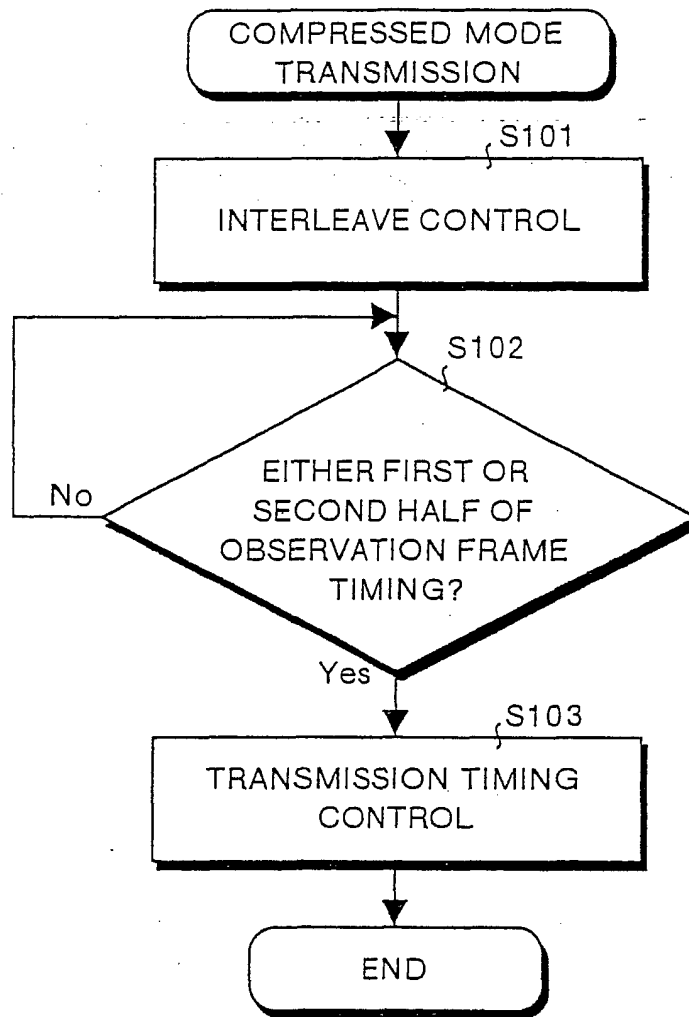 COMPRESSED MODE
TRANSMISSION
S101
INTERLEAVE CONTROL
S102
EITHER FIRST OR
SECOND HALF OF
OBSERVATION FRAME
TIMING?
No
Yes
S103
TRANSMISSION TIMING
CONTROL
END